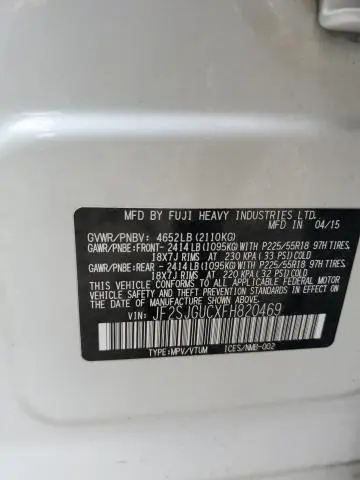 MFD BY FUJI HEAVY INDUSTRIES LTD.
MFD IN 04/15
GVWR/PNBV: 4652LB (2110KG)
GAWR/PNBE:FRONT- 2414LB (1095KG) WITH P225/55R18 97H TIRES,
18X7J RIMS AT 230 KPA ( 33 PSI) COLD
GAWR/PNBE:REAR - 2414LB (1095KG) WITH P225/55R18 97H TIRES,
18X7J RIMS AT 220 KPA ( 32 PSI) COLD
THIS VEHICLE CONFORMS TO ALL APPLICABLE FEDERAL MOTOR
VEHICLE SAFETY AND BUMPER STANDARDS IN EFFECT ON THE
DATE OF MANUFACTURE SHOWN ABOVE.
VIN: JF2SJGUCXFH820469
TYPE:MPV/VTUM ICES/NMB-002